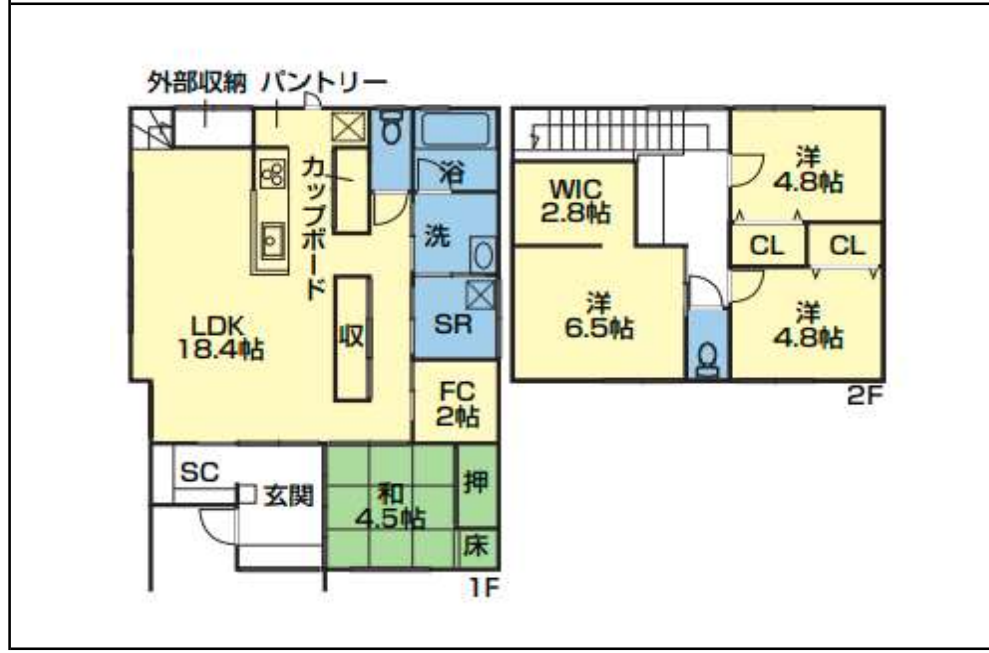 外部収納 パントリー
カップボード
浴
洗
LDK
18.4帖
収
SR
FC
2帖
SC
玄関
和
4.5帖
押
床
1F
WIC
2.8帖
洋
4.8帖
CL
CL
洋
6.5帖
洋
4.8帖
2F